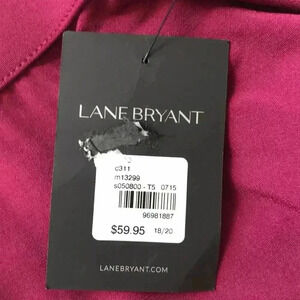 LANE BRYANT
c311
m13299
s050800 - T5 0715
96981887
$59.95 18/20
LANEBRYANT.COM